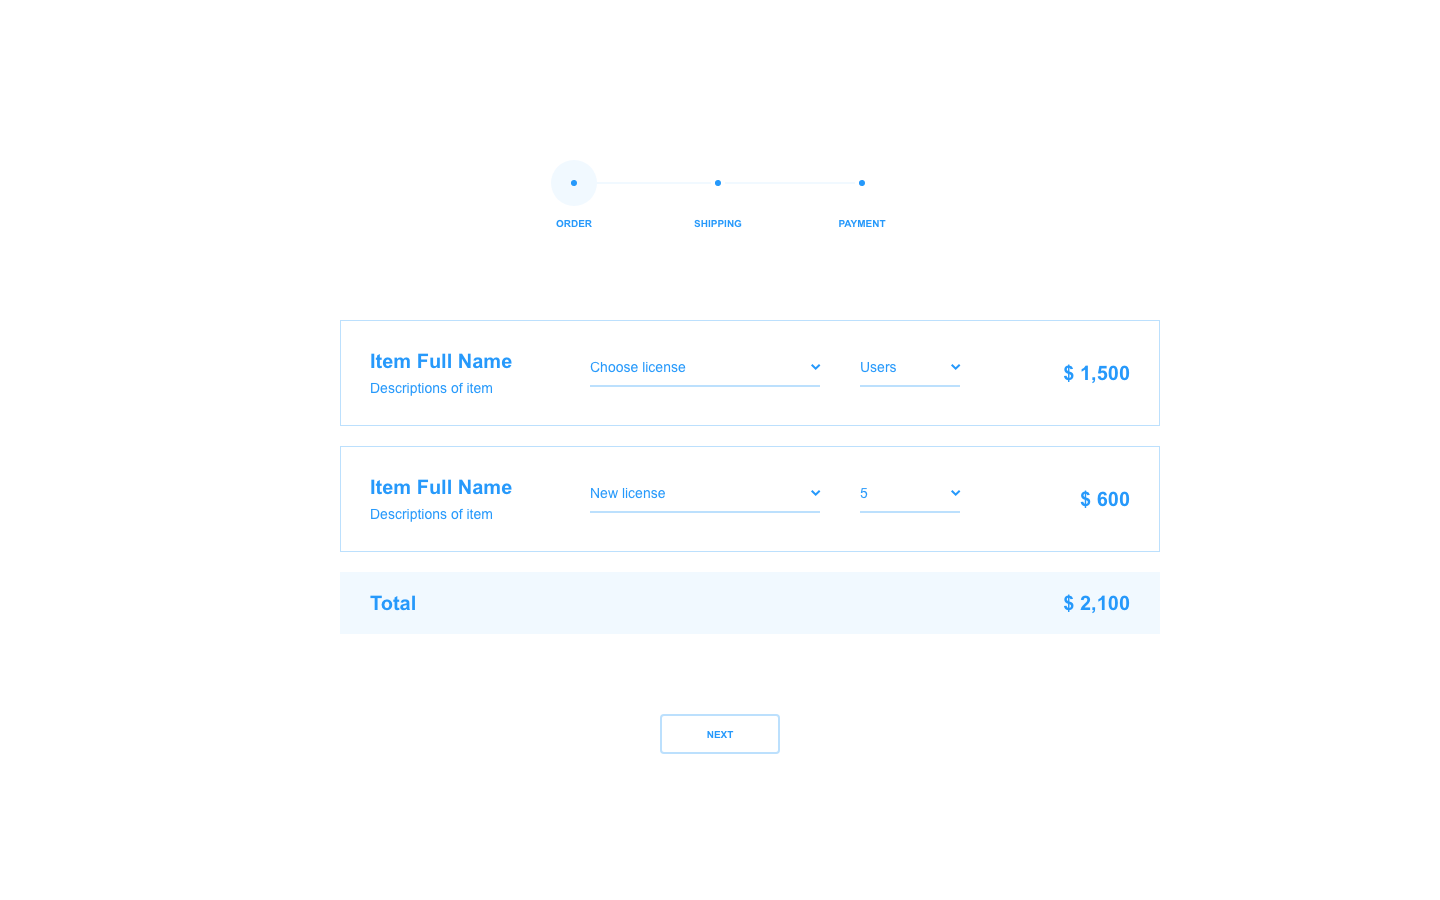 ORDER SHIPPING PAYMENT
Item Full Name
Descriptions of item
Choose license
Users
$ 1,500
Item Full Name
Descriptions of item
New license
5
$ 600
Total
$ 2,100
NEXT